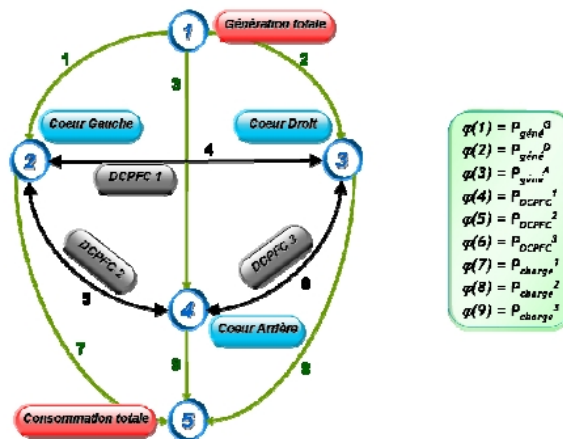 Génération totale
1
1
2
3
Coeur Gauche
Coeur Droit
2
4
3
DCPFC 1
DCPFC 2
DCPFC 3
5
6
4
Coeur Arrière
7
9
8
Consommation totale
5
φ(1) = P_géné^G
φ(2) = P_géné^D
φ(3) = P_géné^A
φ(4) = P_DCPFC^1
φ(5) = P_DCPFC^2
φ(6) = P_DCPFC^3
φ(7) = P_charge^1
φ(8) = P_charge^2
φ(9) = P_charge^3